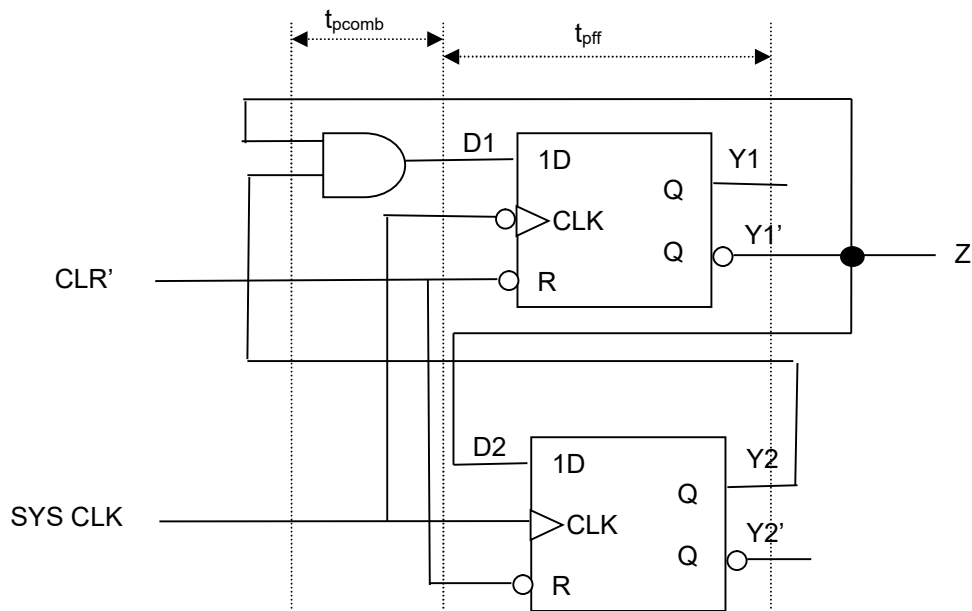 tpcomb
tpff
D1
1D
Y1
Q
CLK
Y1’
Q
Z
CLR’
R
D2
1D
Y2
Q
SYS CLK
CLK
Y2’
Q
R